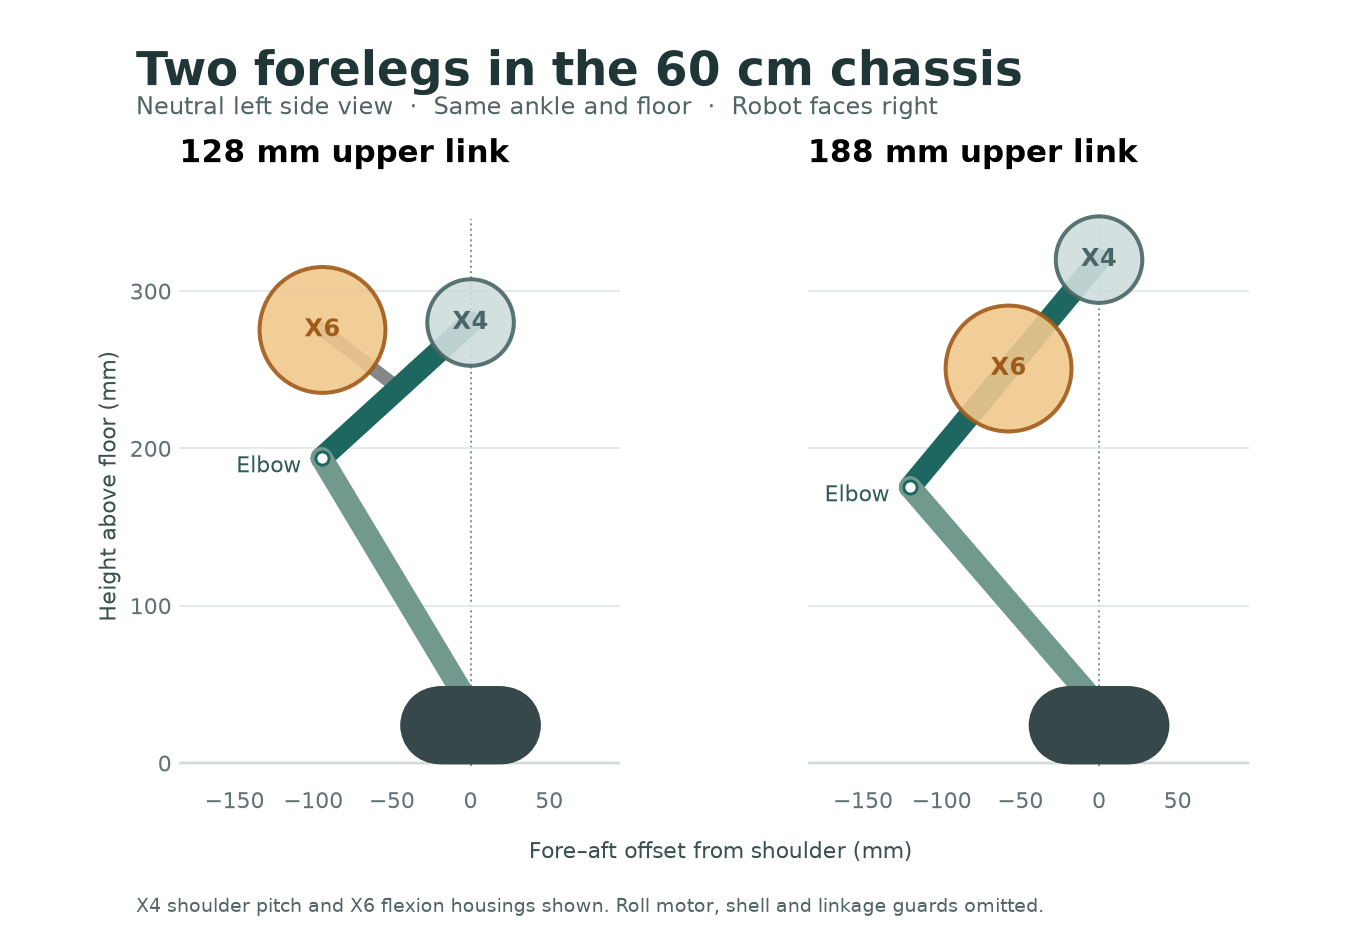 Two forelegs in the 60 cm chassis
Neutral left side view · Same ankle and floor · Robot faces right
128 mm upper link
188 mm upper link
X4
X6
X4
X6
Elbow
Elbow
300
200
100
0
Height above floor (mm)
−150 −100 −50 0 50
−150 −100 −50 0 50
Fore–aft offset from shoulder (mm)
X4 shoulder pitch and X6 flexion housings shown. Roll motor, shell and linkage guards omitted.